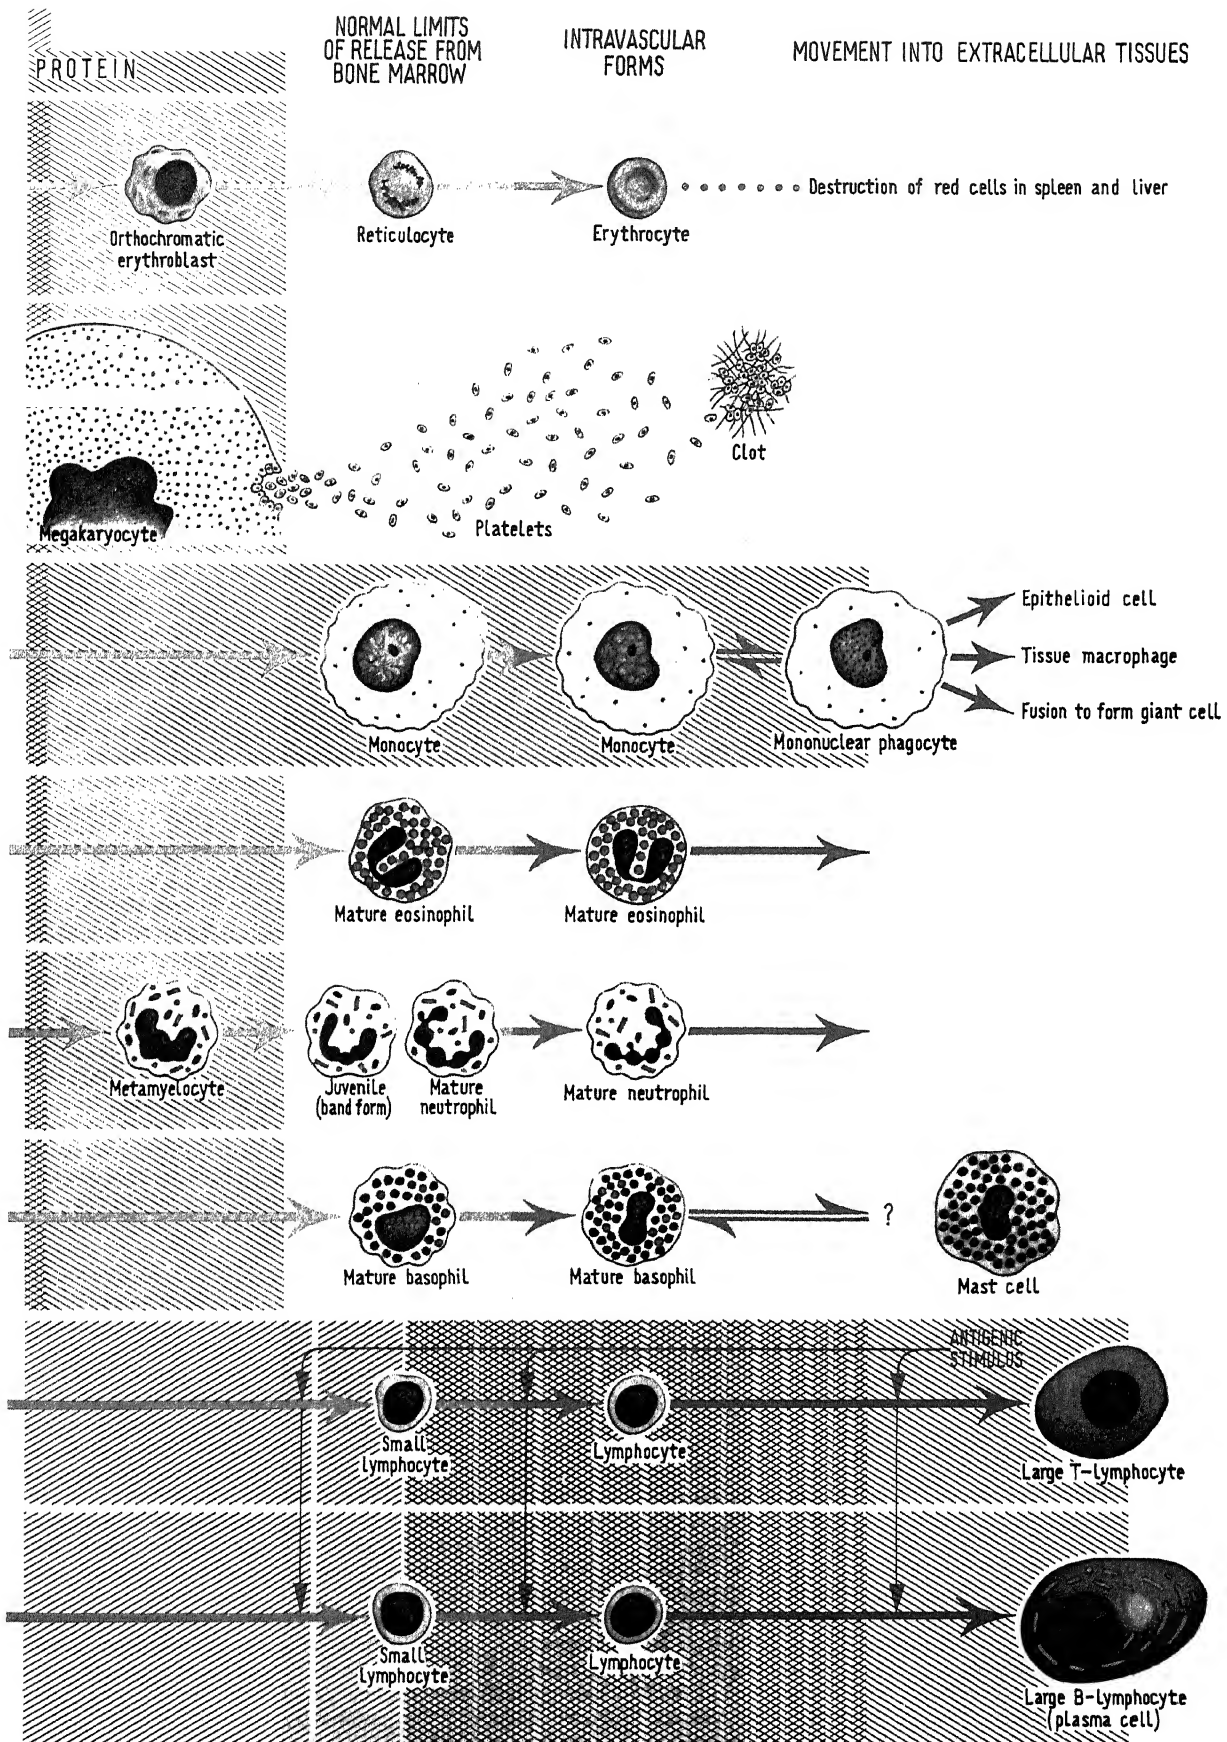 PROTEIN
NORMAL LIMITS
OF RELEASE FROM
BONE MARROW
INTRAVASCULAR
FORMS
MOVEMENT INTO EXTRACELLULAR TISSUES
Orthochromatic
erythroblast
Reticulocyte
Erythrocyte
Destruction of red cells in spleen and liver
Megakaryocyte
Platelets
Clot
Monocyte
Monocyte
Mononuclear phagocyte
Epithelioid cell
Tissue macrophage
Fusion to form giant cell
Mature eosinophil
Mature eosinophil
Metamyelocyte
Juvenile
(band form)
Mature
neutrophil
Mature neutrophil
Mature basophil
Mature basophil
?
Mast cell
ANTIGENIC
STIMULUS
Small
lymphocyte
Lymphocyte
Large T-lymphocyte
Small
lymphocyte
Lymphocyte
Large B-lymphocyte
(plasma cell)